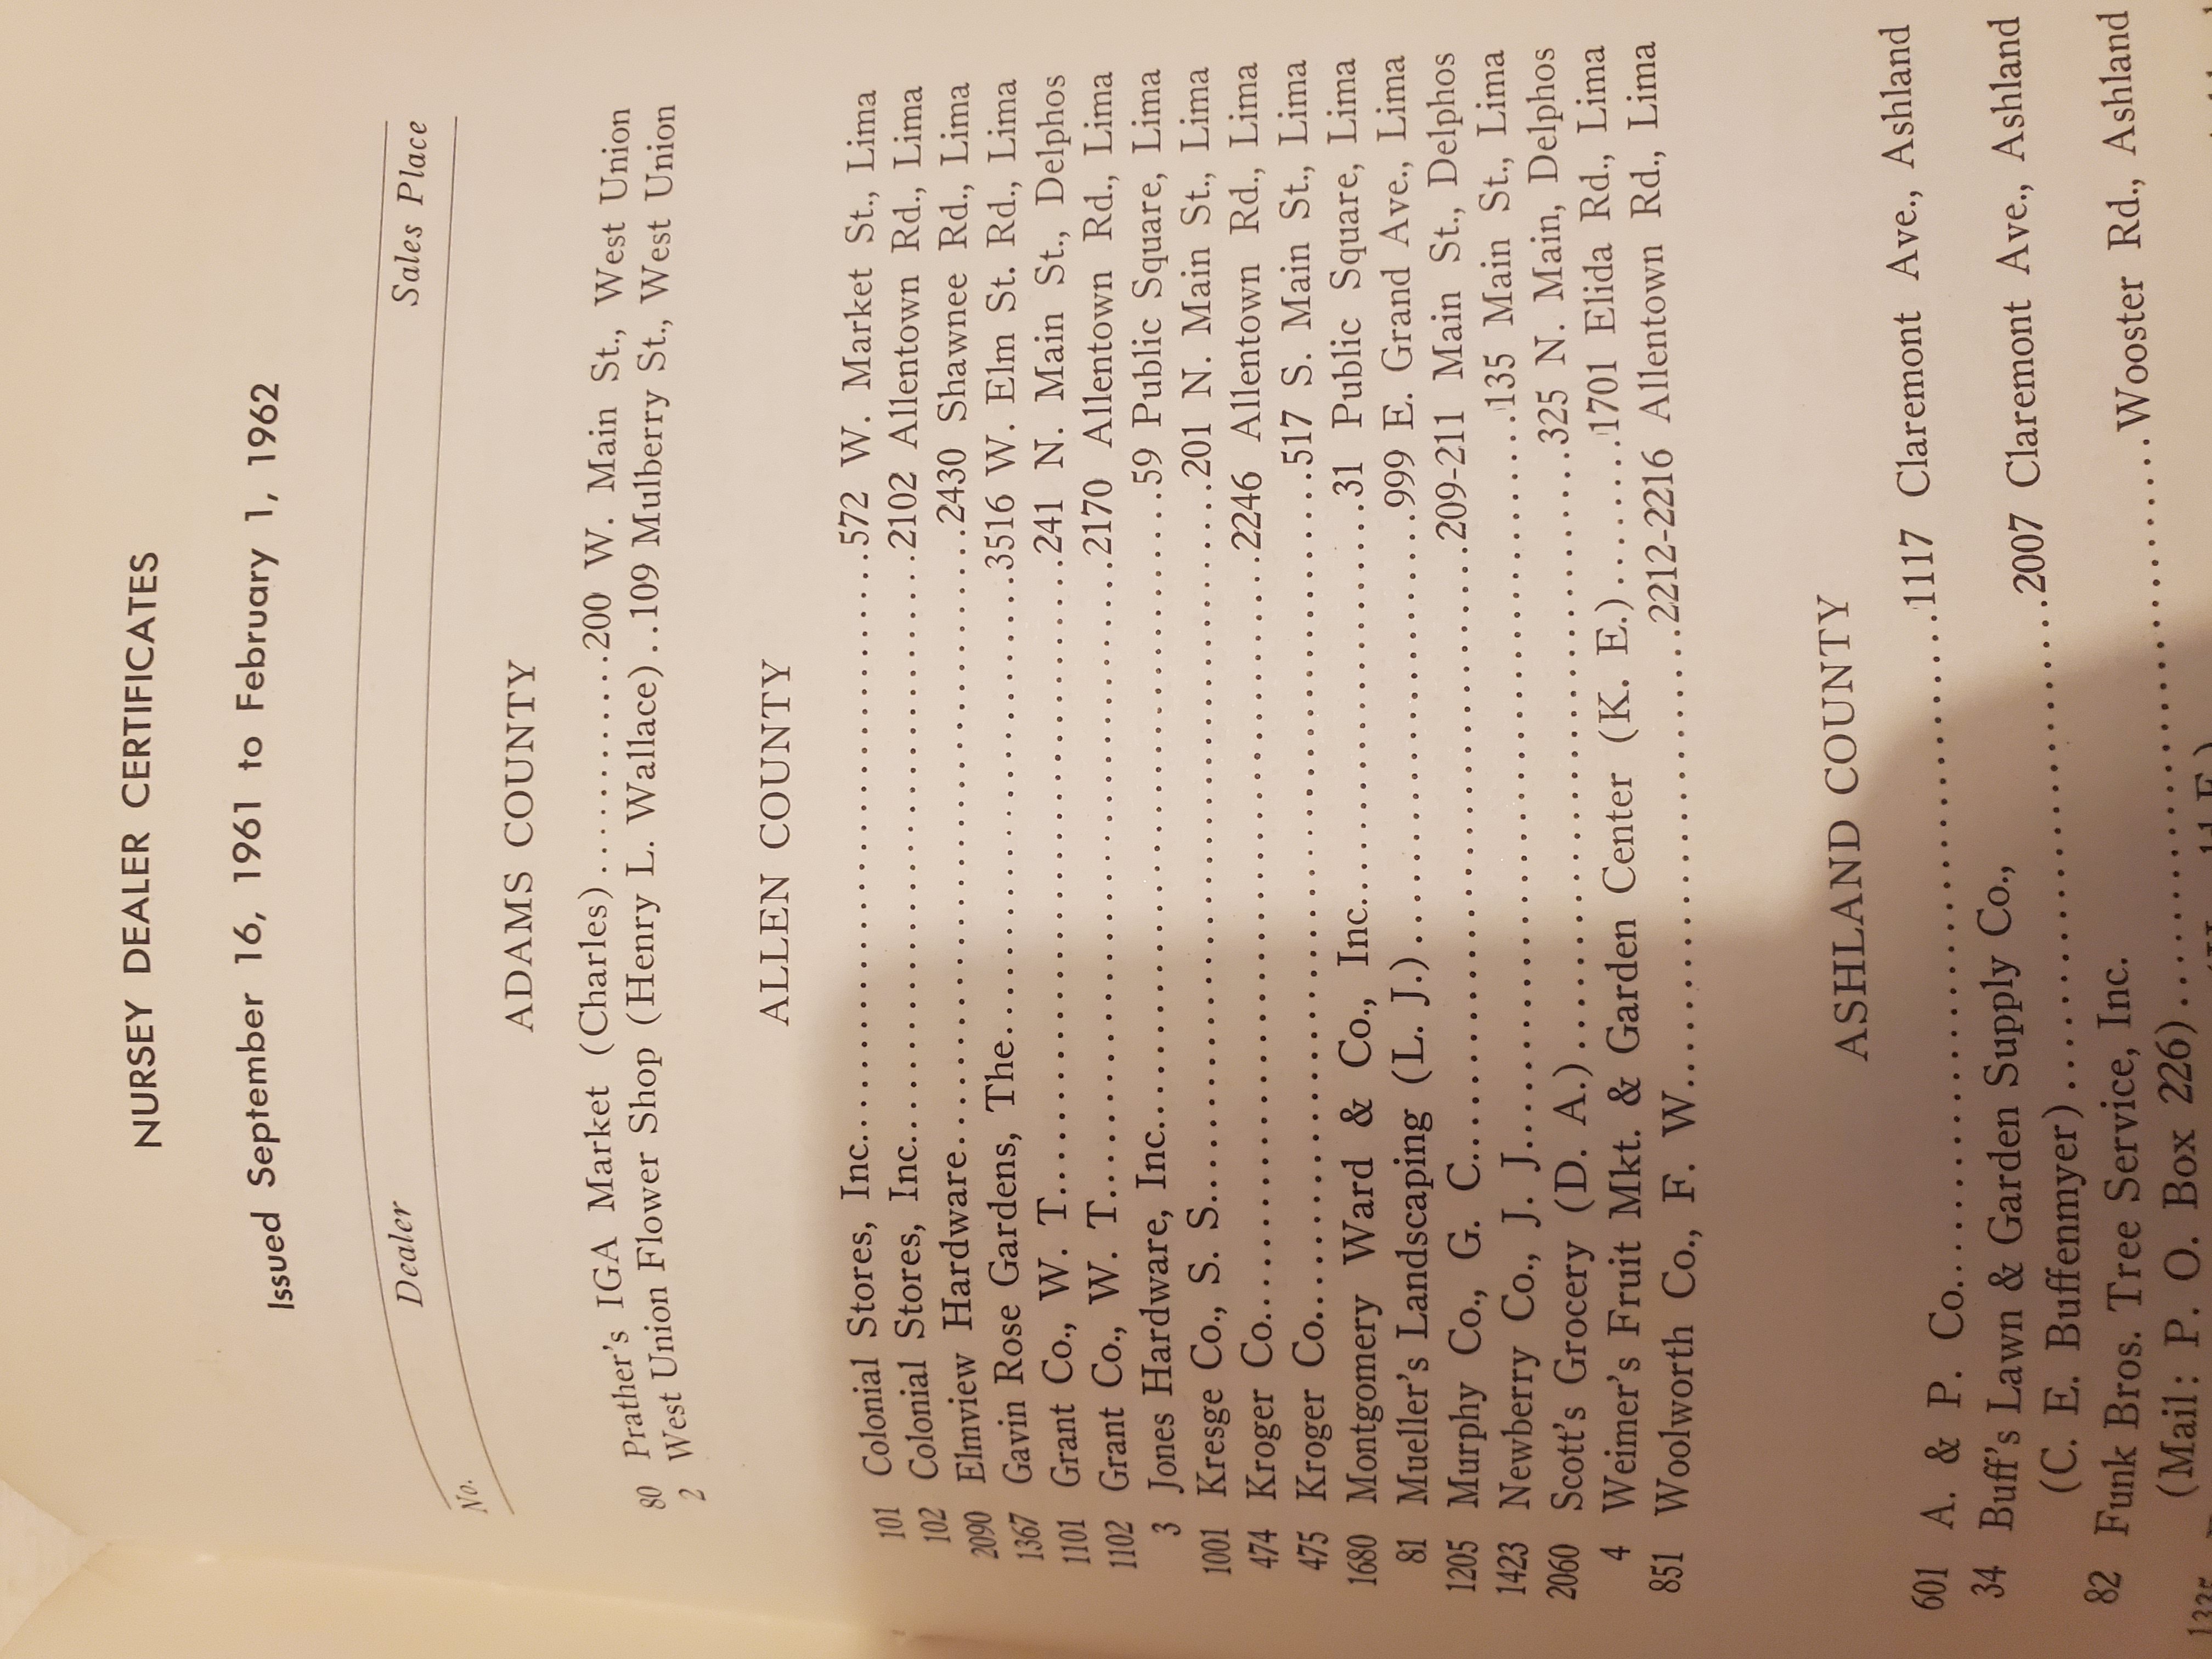 NURSEY DEALER CERTIFICATES
Issued September 16, 1961 to February 1, 1962
No. Dealer Sales Place
ADAMS COUNTY
80 Prather's IGA Market (Charles)...........200 W. Main St., West Union
2 West Union Flower Shop (Henry L. Wallace)..109 Mulberry St., West Union
ALLEN COUNTY
101 Colonial Stores, Inc.............................572 W. Market St., Lima
102 Colonial Stores, Inc.............................2102 Allentown Rd., Lima
2090 Elmview Hardware.............................2430 Shawnee Rd., Lima
1367 Gavin Rose Gardens, The......................3516 W. Elm St. Rd., Lima
1101 Grant Co., W. T.............................241 N. Main St., Delphos
1102 Grant Co., W. T.............................2170 Allentown Rd., Lima
3 Jones Hardware, Inc.............................59 Public Square, Lima
1001 Kresge Co., S. S.............................201 N. Main St., Lima
474 Kroger Co.............................2246 Allentown Rd., Lima
475 Kroger Co.............................517 S. Main St., Lima
1680 Montgomery Ward & Co., Inc..................31 Public Square, Lima
81 Mueller's Landscaping (L. J.)...................999 E. Grand Ave., Lima
1205 Murphy Co., G. C.............................209-211 Main St., Delphos
1423 Newberry Co., J. J.............................135 Main St., Lima
2060 Scott's Grocery (D. A.).......................325 N. Main, Delphos
4 Weimer's Fruit Mkt. & Garden Center (K. E.).......1701 Elida Rd., Lima
851 Woolworth Co., F. W.......................2212-2216 Allentown Rd., Lima
ASHLAND COUNTY
601 A. & P. Co.............................1117 Claremont Ave., Ashland
34 Buff's Lawn & Garden Supply Co.,
(C. E. Buffenmyer).......................2007 Claremont Ave., Ashland
82 Funk Bros. Tree Service, Inc.
(Mail: P. O. Box 226).......................Wooster Rd., Ashland